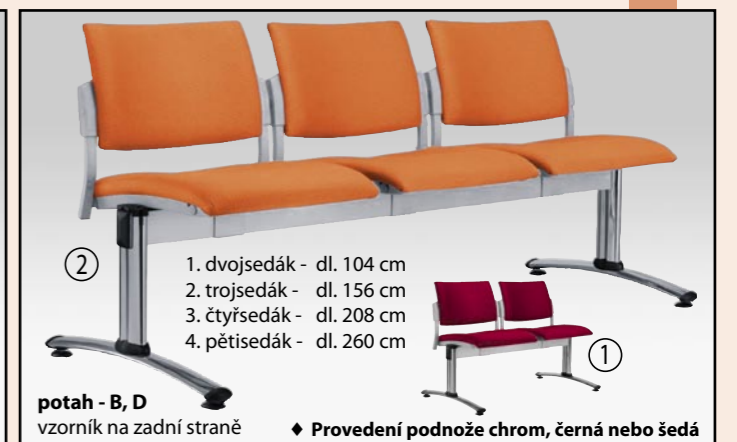 ②
1. dvojsedák - dl. 104 cm
2. trojsedák - dl. 156 cm
3. čtyřsedák - dl. 208 cm
4. pětisedák - dl. 260 cm
①
potah - B, D
vzorník na zadní straně
♦ Provedení podnože chrom, černá nebo šedá